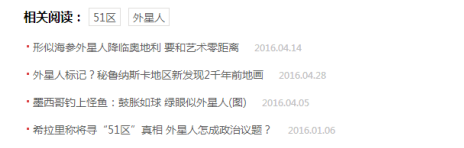 相关阅读： 51区 外星人
形似海参外星人降临奥地利 要和艺术零距离 2016.04.14
外星人标记？秘鲁纳斯卡地区新发现2千年前地画 2016.04.28
墨西哥钓上怪鱼：鼓胀如球 绿眼似外星人(图) 2016.04.05
希拉里称将寻“51区”真相 外星人怎成政治议题？ 2016.01.06